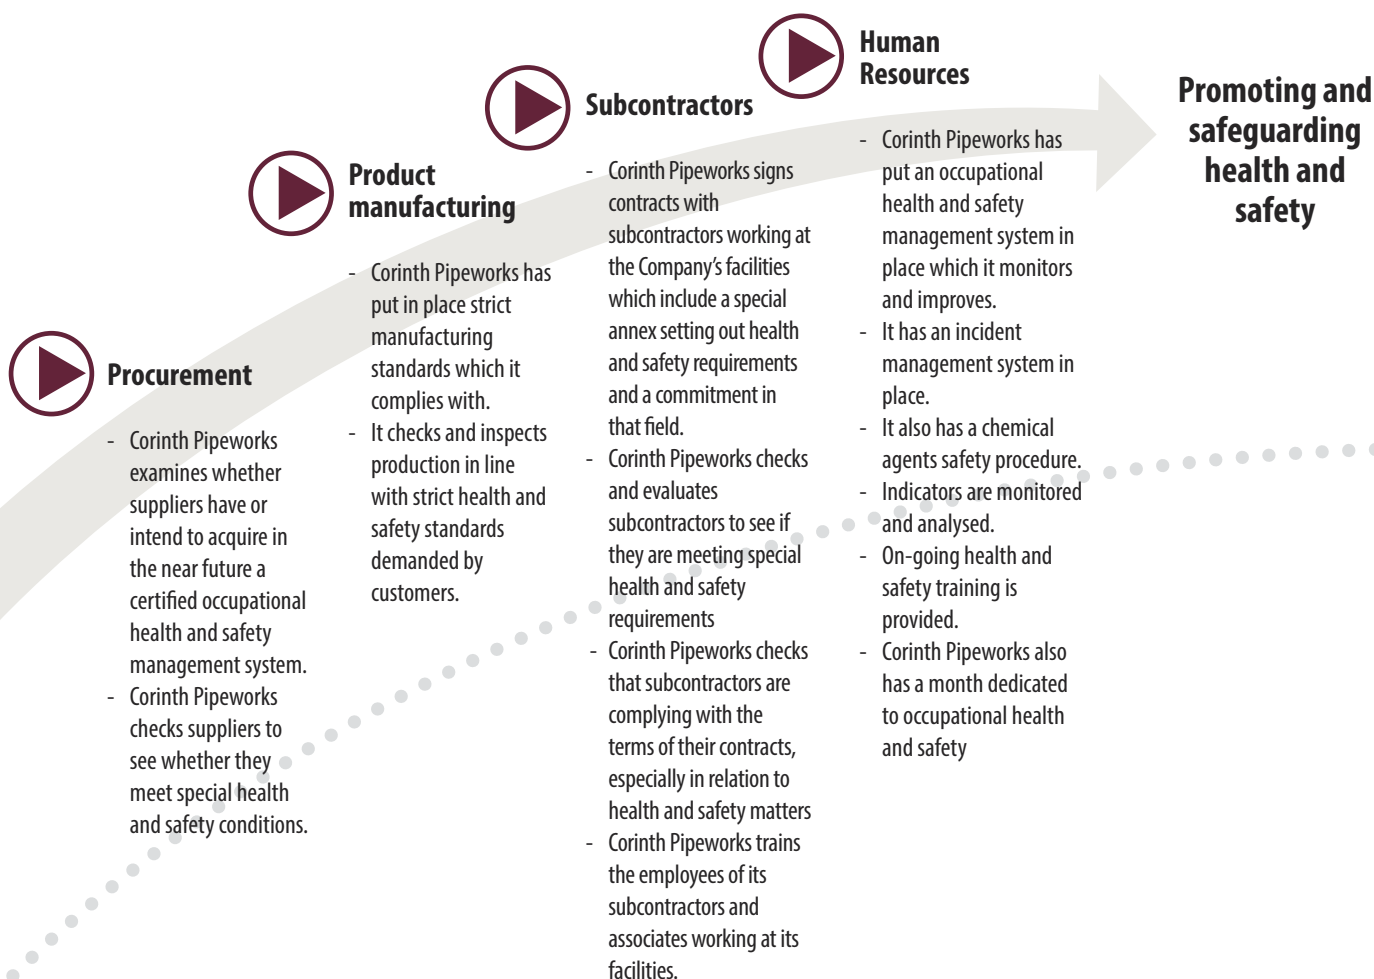 Procurement
- Corinth Pipeworks
examines whether
suppliers have or
intend to acquire in
the near future a
certified occupational
health and safety
management system.
- Corinth Pipeworks
checks suppliers to
see whether they
meet special health
and safety conditions.
Product
manufacturing
- Corinth Pipeworks has
put in place strict
manufacturing
standards which it
complies with.
- It checks and inspects
production in line
with strict health and
safety standards
demanded by
customers.
Subcontractors
- Corinth Pipeworks signs
contracts with
subcontractors working at
the Company’s facilities
which include a special
annex setting out health
and safety requirements
and a commitment in
that field.
- Corinth Pipeworks checks
and evaluates
subcontractors to see if
they are meeting special
health and safety
requirements
- Corinth Pipeworks checks
that subcontractors are
complying with the
terms of their contracts,
especially in relation to
health and safety matters
- Corinth Pipeworks trains
the employees of its
subcontractors and
associates working at its
facilities.
Human
Resources
- Corinth Pipeworks has
put an occupational
health and safety
management system in
place which it monitors
and improves.
- It has an incident
management system in
place.
- It also has a chemical
agents safety procedure.
- Indicators are monitored
and analysed.
- On-going health and
safety training is
provided.
- Corinth Pipeworks also
has a month dedicated
to occupational health
and safety
Promoting and
safeguarding
health and
safety